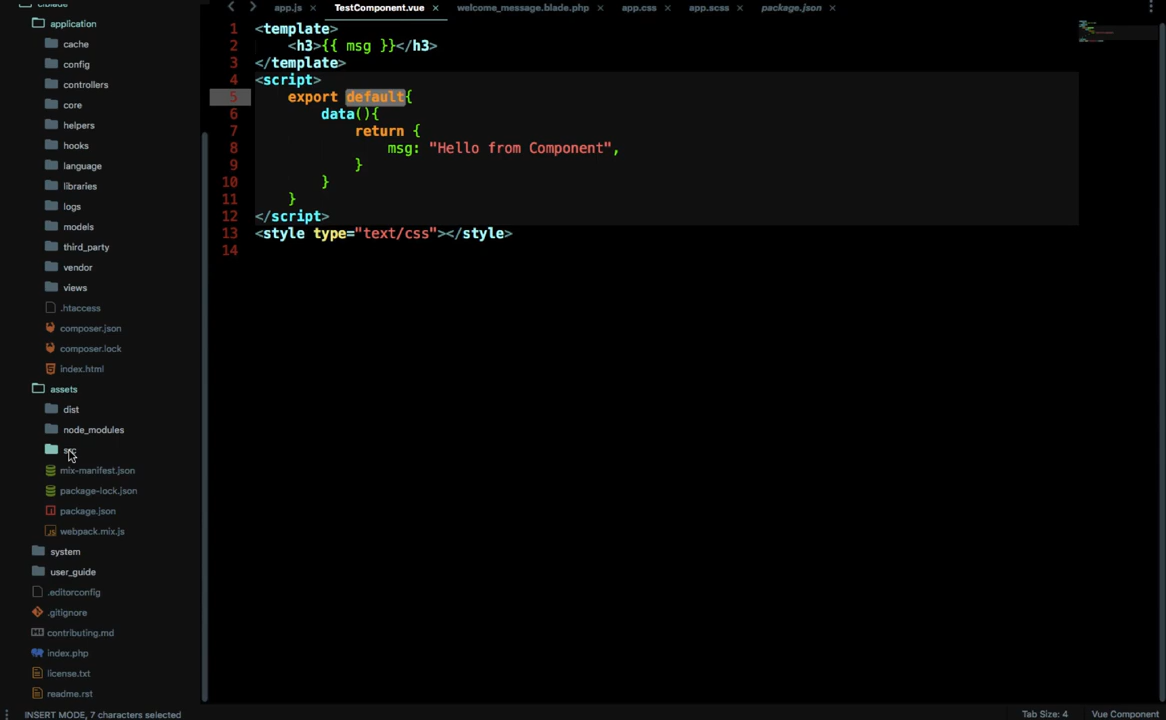 ciblade
application
cache
config
controllers
core
helpers
hooks
language
libraries
logs
models
third_party
vendor
views
.htaccess
composer.json
composer.lock
index.html
assets
dist
node_modules
src
mix-manifest.json
package-lock.json
package.json
webpack.mix.js
system
user_guide
.editorconfig
.gitignore
contributing.md
index.php
license.txt
readme.rst
app.js × TestComponent.vue × welcome_message.blade.php × app.css × app.scss × package.json ×
1 <template>
2 <h3>{{ msg }}</h3>
3 </template>
4 <script>
5 export default{
6 data(){
7 return {
8 msg: "Hello from Component",
9 }
10 }
11 }
12 </script>
13 <style type="text/css"></style>
14
INSERT MODE, 7 characters selected
Tab Size: 4 Vue Component